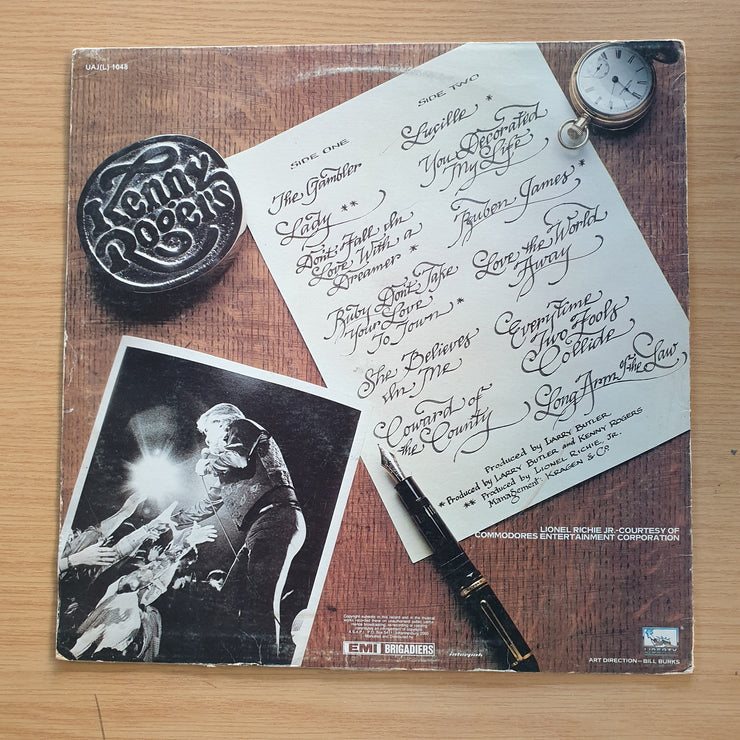 UAJ(L) 1048
Kenny
Rogers
SIDE ONE
The Gambler
Lady **
Don't Fall In
Love With a
Dreamer *
Ruby Don't Take
Your Love
To Town *
She Believes
In Me
Coward of
the County
SIDE TWO
Lucille *
You Decorated
My Life
Ruben James *
Love the World
Away
Everytime
Two Fools
Collide
Long Arm of the Law
Produced by LARRY BUTLER
* Produced by LARRY BUTLER and KENNY ROGERS
** Produced by LIONEL RICHIE JR.
Management: KRAGEN & Co.
LIONEL RICHIE JR.-COURTESY OF
COMMODORES ENTERTAINMENT CORPORATION
EMI BRIGADIERS
interpak
LIBERTY
ART DIRECTION—BILL BURKS